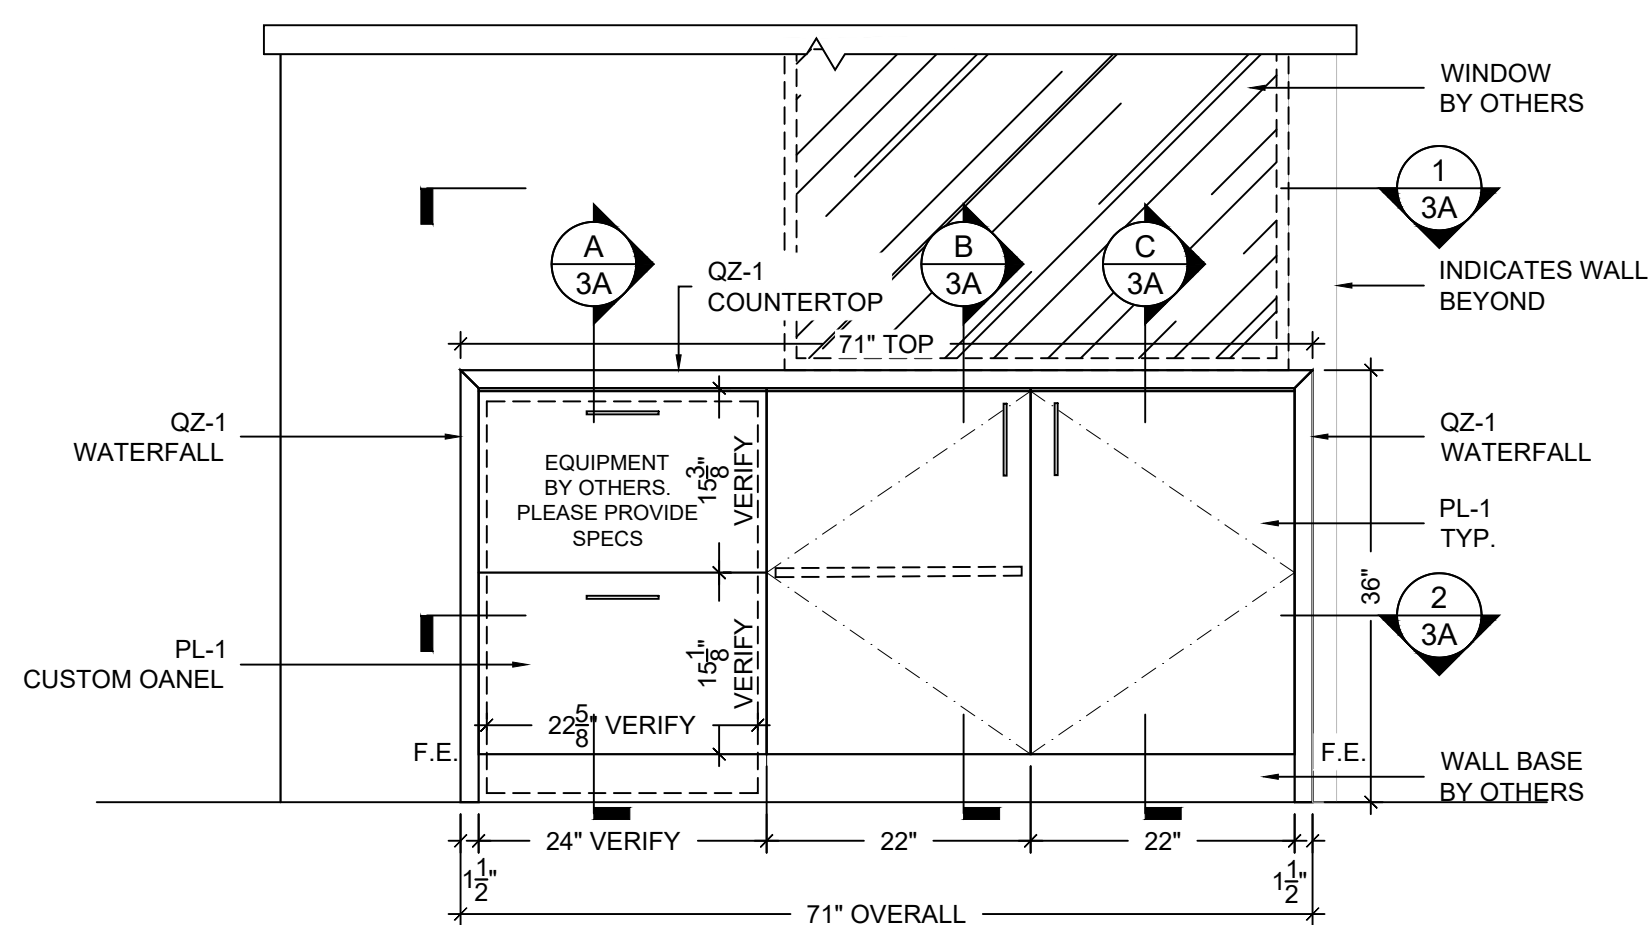 WINDOW
BY OTHERS
1
3A
A
3A
B
3A
C
3A
QZ-1
COUNTERTOP
INDICATES WALL
BEYOND
71" TOP
QZ-1
WATERFALL
EQUIPMENT
BY OTHERS.
PLEASE PROVIDE
SPECS
15 3/8"
VERIFY
QZ-1
WATERFALL
PL-1
TYP.
36"
2
3A
PL-1
CUSTOM OANEL
15 1/8"
VERIFY
22 5/8" VERIFY
F.E.
F.E.
WALL BASE
BY OTHERS
24" VERIFY
22"
22"
1 1/2"
1 1/2"
71" OVERALL